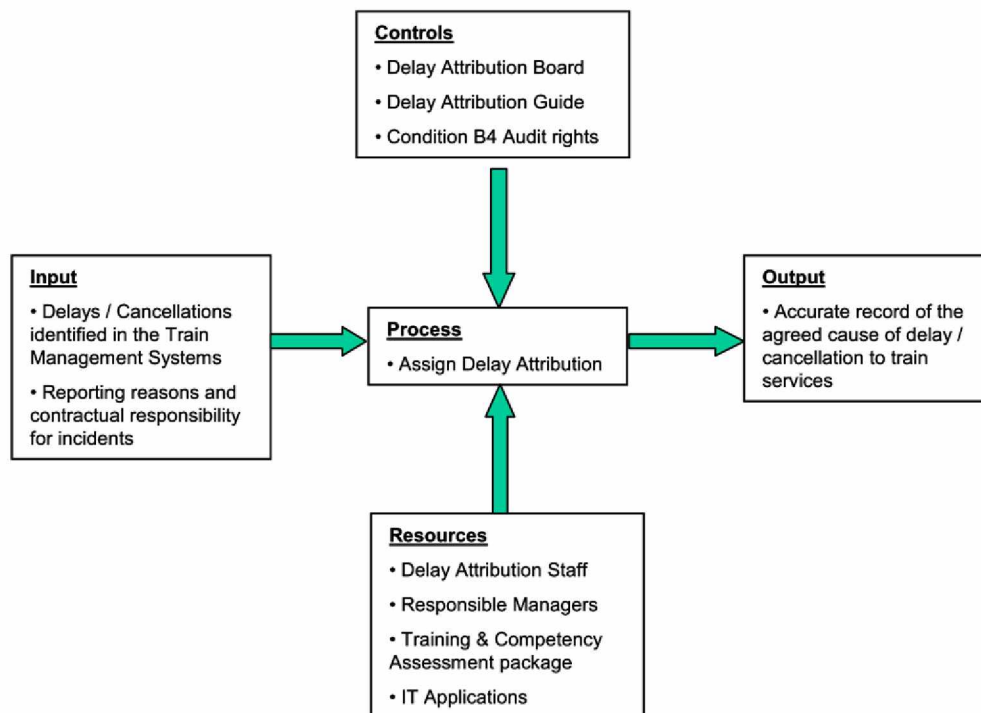 Controls
• Delay Attribution Board
• Delay Attribution Guide
• Condition B4 Audit rights
Input
• Delays / Cancellations
identified in the Train
Management Systems
• Reporting reasons and
contractual responsibility
for incidents
Process
• Assign Delay Attribution
Output
• Accurate record of the
agreed cause of delay /
cancellation to train
services
Resources
• Delay Attribution Staff
• Responsible Managers
• Training & Competency
Assessment package
• IT Applications